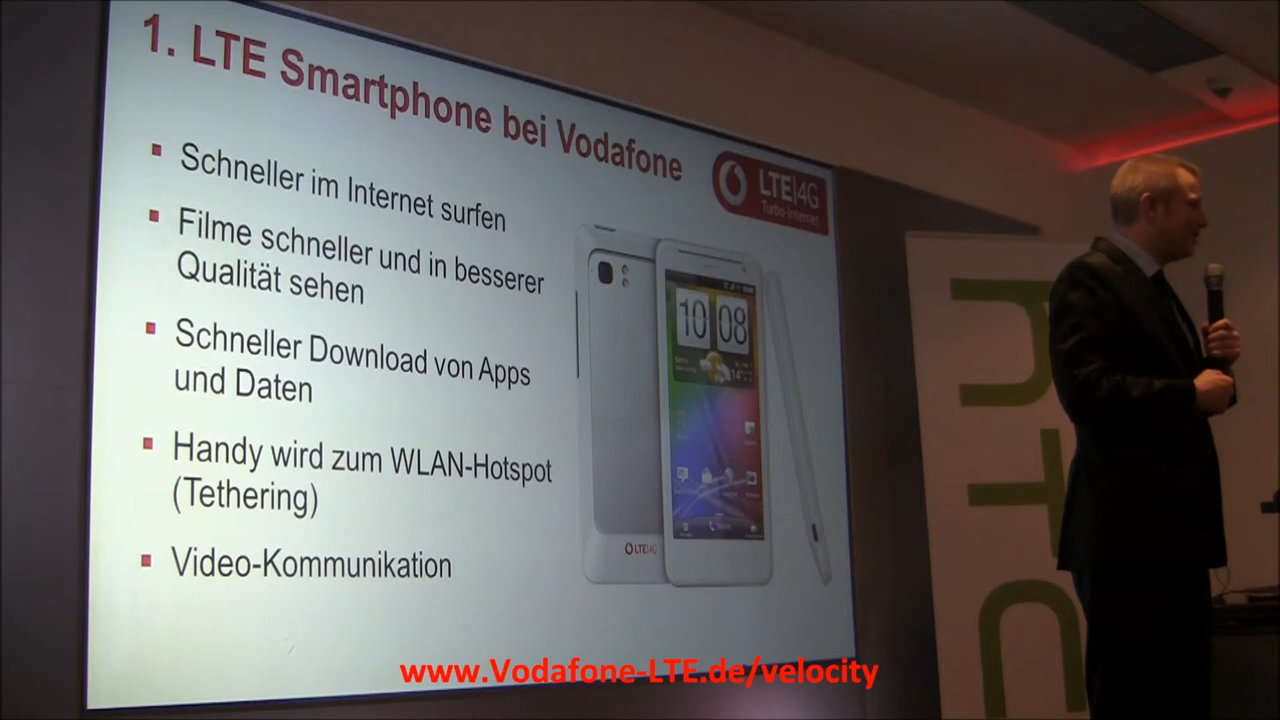 1. LTE Smartphone bei Vodafone
LTE|4G
Turbo-Internet
Schneller im Internet surfen
Filme schneller und in besserer
Qualität sehen
Schneller Download von Apps
und Daten
Handy wird zum WLAN-Hotspot
(Tethering)
Video-Kommunikation
10 08
14
LTE|4G
hTC
www.Vodafone-LTE.de/velocity